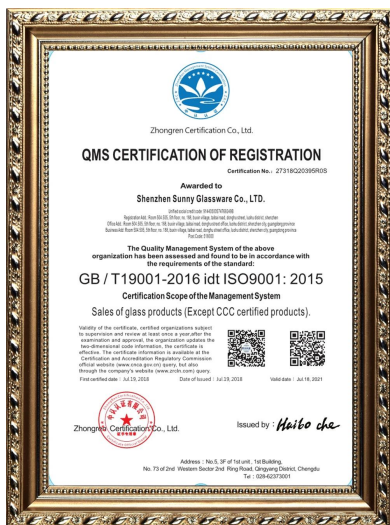 Zhongren Certification Co., Ltd.
QMS CERTIFICATION OF REGISTRATION
Certification No.: 27318Q20395R0S
Awarded to
Shenzhen Sunny Glassware Co., LTD.
The Quality Management System of the above
organization has been assessed and found to be in accordance with
the requirements of the standard:
GB / T19001-2016 idt ISO9001: 2015
Certification Scope of the Management System
Sales of glass products (Except CCC certified products).
Validity of the certificate, certified organizations subject
to supervision and review at least once a year,after the
examination and approval, the organization updates the
two-dimensional code information, the certificate is
effective. The certificate information is available at the
Certification and Accreditation Regulatory Commission
official website (www.cnca.gov.cn) query, but also
through the company's website (www.zrctn.com) query.
First certified date : Jul.19, 2018 Date of Issued : Jul.19, 2018 Valid date : Jul.18, 2021
Zhongren Certification Co., Ltd.
Issued by : Haibo che
Address : No.5, 3F of 1st unit, 1st Building,
No. 73 of 2nd Western Sector 2nd Ring Road, Qingyang District, Chengdu
Tel : 028-62373001